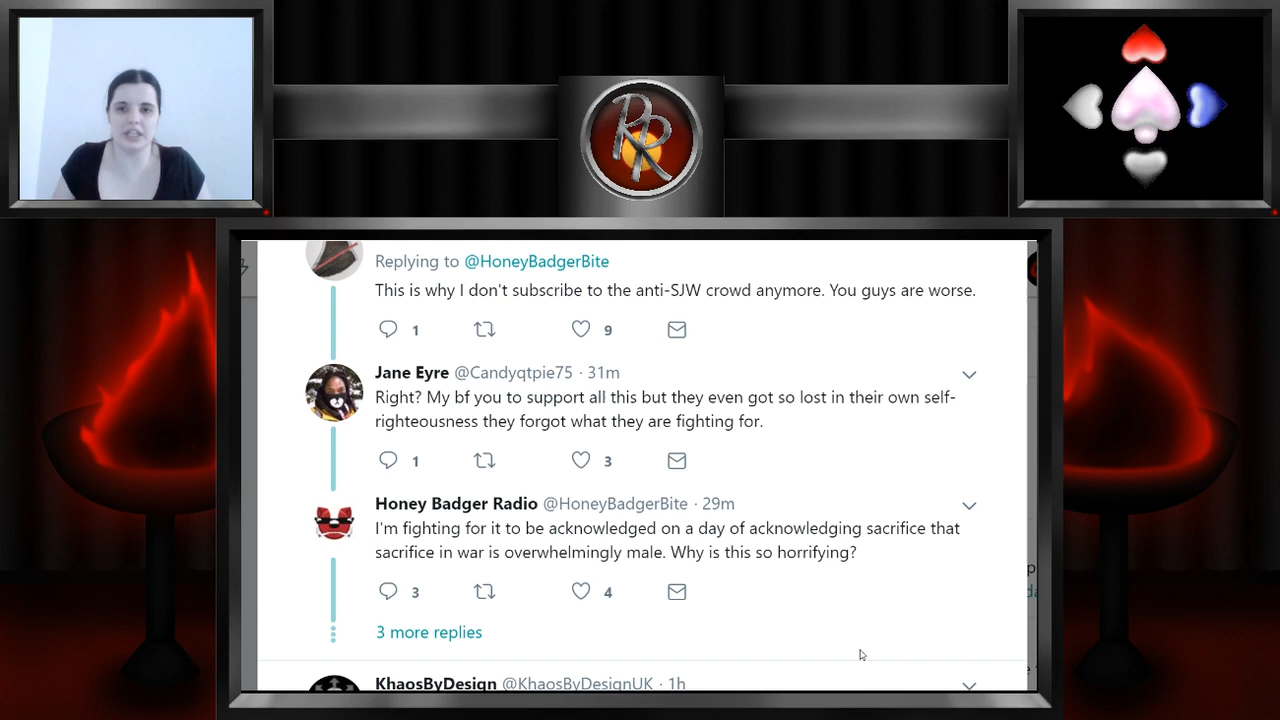 RRK
Replying to @HoneyBadgerBite
This is why I don't subscribe to the anti-SJW crowd anymore. You guys are worse.
1 9
Jane Eyre @Candyqtpie75 · 31m
Right? My bf you to support all this but they even got so lost in their own self-
righteousness they forgot what they are fighting for.
1 3
Honey Badger Radio @HoneyBadgerBite · 29m
I'm fighting for it to be acknowledged on a day of acknowledging sacrifice that
sacrifice in war is overwhelmingly male. Why is this so horrifying?
3 4
3 more replies
KhaosByDesign @KhaosByDesignUK · 1h